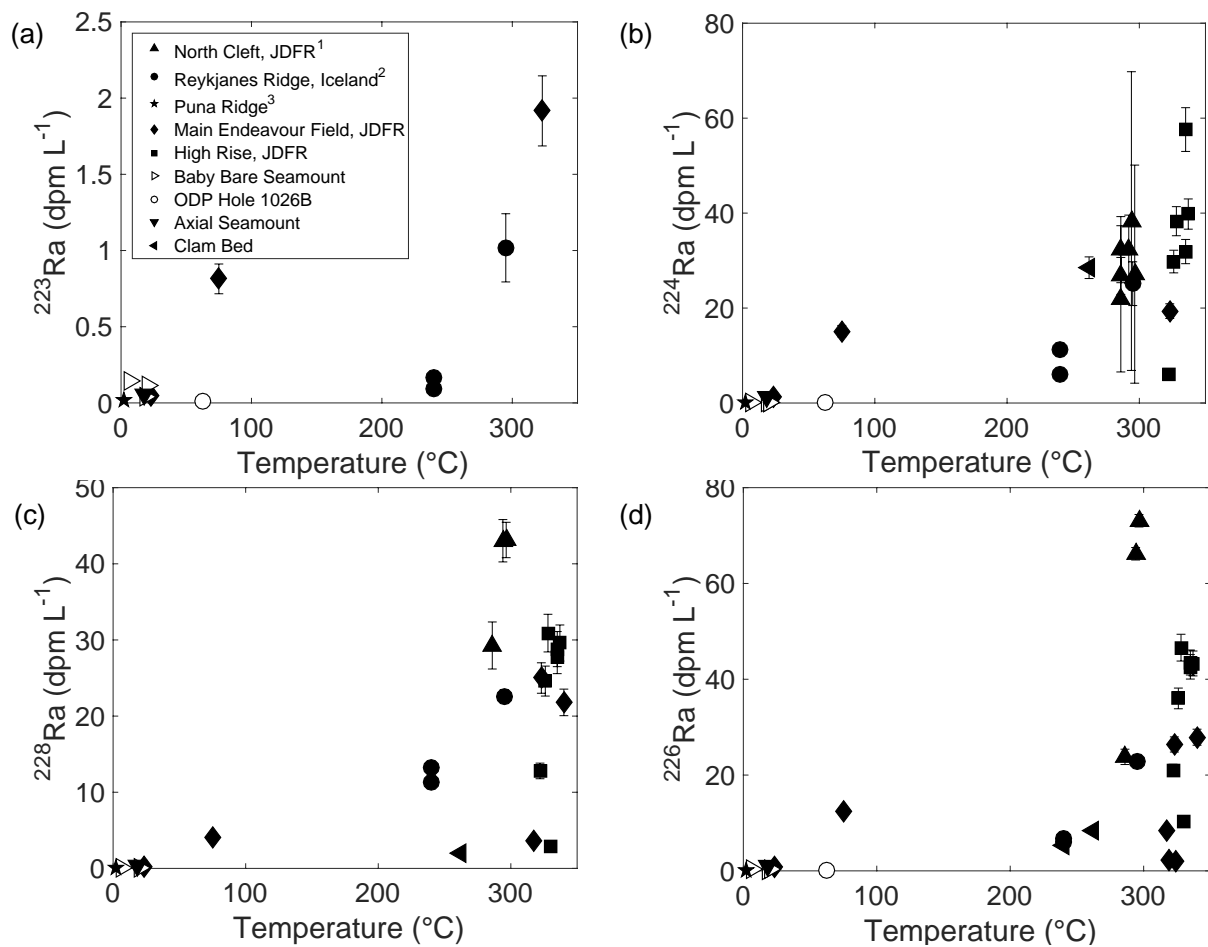 (a)
2.5
2
1.5
1
0.5
0
²²³Ra (dpm L⁻¹)
North Cleft, JDFR¹
Reykjanes Ridge, Iceland²
Puna Ridge³
Main Endeavour Field, JDFR
High Rise, JDFR
Baby Bare Seamount
ODP Hole 1026B
Axial Seamount
Clam Bed
0 100 200 300
Temperature (°C)
(b)
80
60
40
20
0
²²⁴Ra (dpm L⁻¹)
0 100 200 300
Temperature (°C)
(c)
50
40
30
20
10
0
²²⁸Ra (dpm L⁻¹)
0 100 200 300
Temperature (°C)
(d)
80
60
40
20
0
²²⁶Ra (dpm L⁻¹)
0 100 200 300
Temperature (°C)